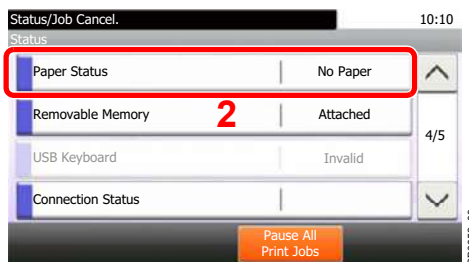 Status/Job Cancel. 10:10
Status
Paper Status No Paper
Removable Memory 2 Attached
4/5
USB Keyboard Invalid
Connection Status
Pause All
Print Jobs